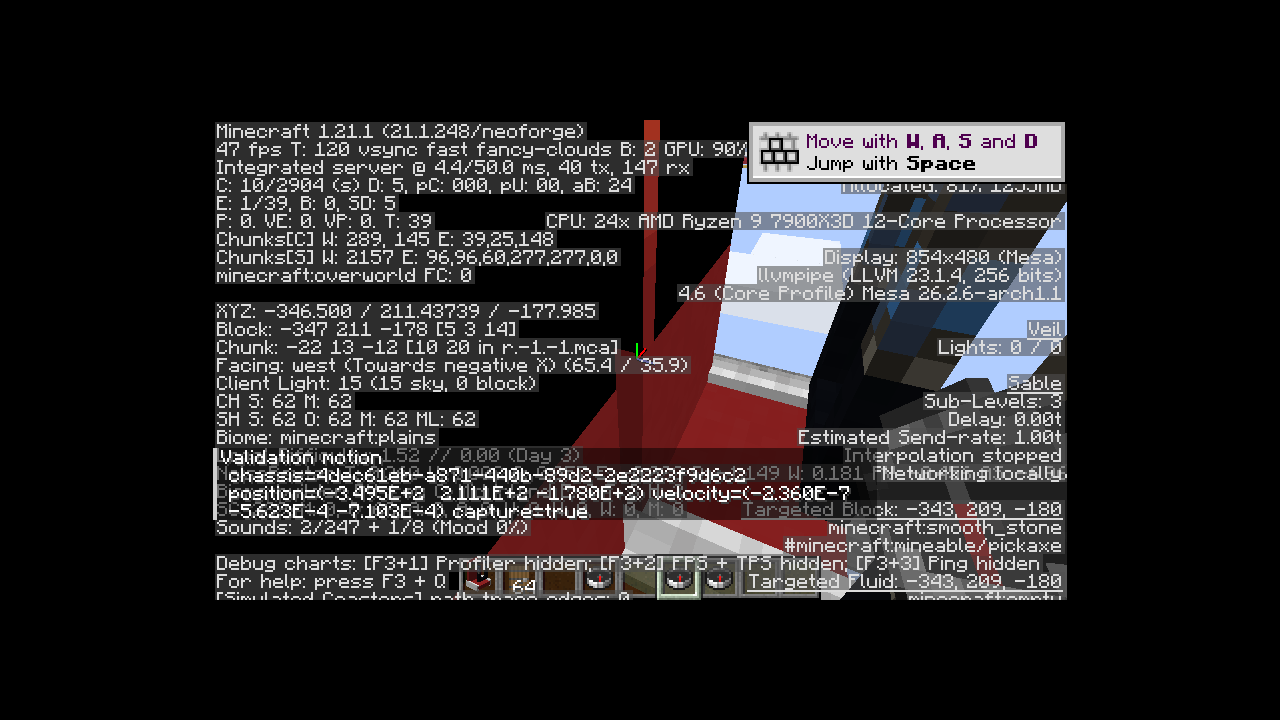 Minecraft 1.21.1 (21.1.248/neoforge)
47 fps T: 120 vsync fast fancy-clouds B: 2 GPU: 90%
Integrated server @ 4.4/50.0 ms, 40 tx, 147 rx
C: 10/2904 (s) D: 5, pC: 000, pU: 00, aB: 24
E: 1/39, B: 0, SD: 5
P: 0. VE: 0 VP: 0. T: 39
Chunks[C] W: 289, 145 E: 39,25,148
Chunks[S] W: 2157 E: 96,96,60,277,277,0,0
minecraft:overworld FC: 0
XYZ: -346.500 / 211.43739 / -177.985
Block: -347 211 -178 [5 3 14]
Chunk: -22 13 -12 [10 20 in r.-1.-1.mca]
Facing: west (Towards negative X) (65.4 / 35.9)
Client Light: 15 (15 sky, 0 block)
CH S: 62 M: 62
SH S: 62 O: 62 M: 62 ML: 62
Biome: minecraft:plains
1.52 // 0.00 (Day 3)
Validation motion
chassis=4dec61eb-a871-440b-89d2-2e2223f9d6c2
position=(-3.495E+2 2.111E+2 -1.780E+2) velocity=(-2.360E-7
-5.623E-4 -7.103E-4) capture=true
Sounds: 2/247 + 1/8 (Mood 0%)
Debug charts: [F3+1] Profiler hidden; [F3+2] FPS + TPS hidden; [F3+3] Ping hidden
For help: press F3 + Q
64
Move with W, A, S and D
Jump with Space
CPU: 24x AMD Ryzen 9 7900X3D 12-Core Processor
Display: 854x480 (Mesa)
llvmpipe (LLVM 23.1.4, 256 bits)
4.6 (Core Profile) Mesa 26.2.6-arch1.1
Veil
Lights: 0 / 0
Sable
Sub-Levels: 3
Delay: 0.00t
Estimated Send-rate: 1.00t
Interpolation stopped
149 W: 0.181
Networking:locally
W: 0, M: 0
Targeted Block: -343, 209, -180
minecraft:smooth_stone
#minecraft:mineable/pickaxe
Targeted Fluid: -343, 209, -180